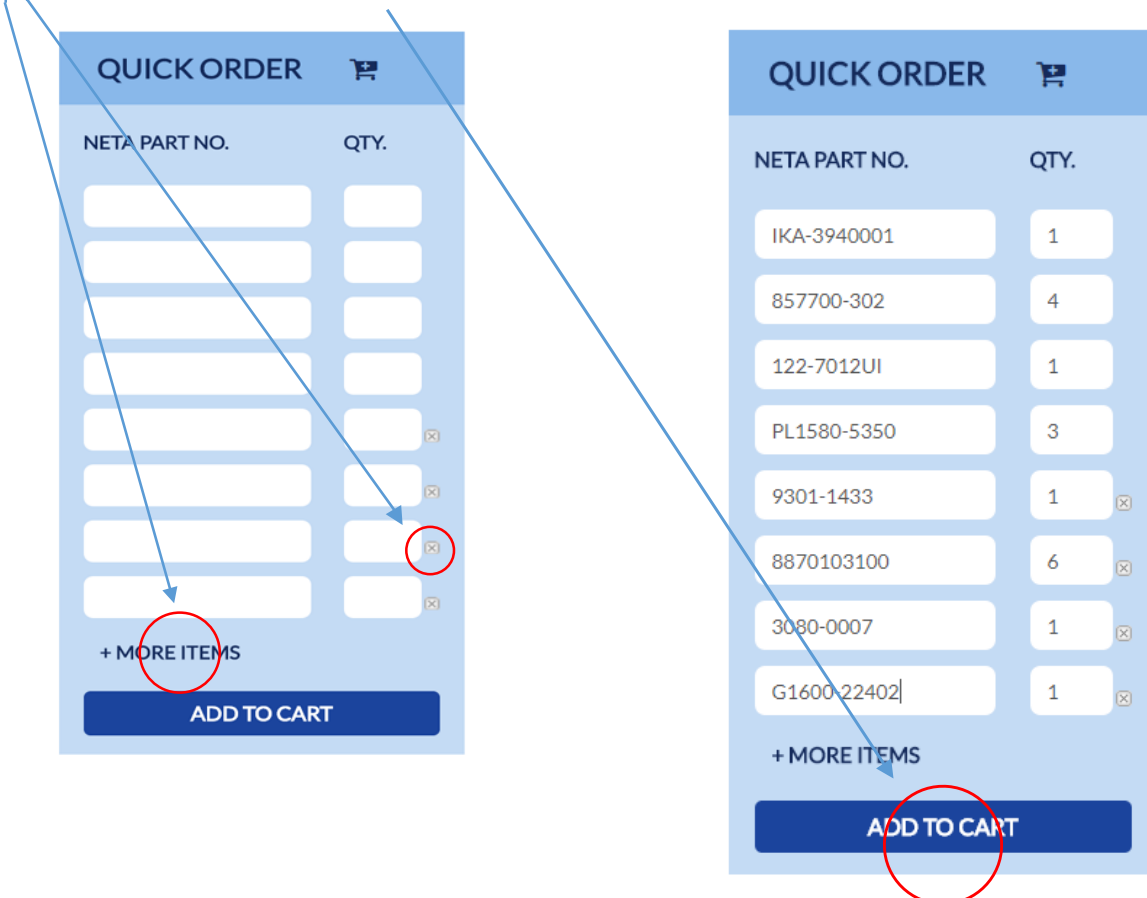 QUICK ORDER
NETA PART NO. QTY.
+ MORE ITEMS
ADD TO CART
QUICK ORDER
NETA PART NO. QTY.
IKA-3940001 1
857700-302 4
122-7012UI 1
PL1580-5350 3
9301-1433 1
8870103100 6
3080-0007 1
G1600-22402 1
+ MORE ITEMS
ADD TO CART